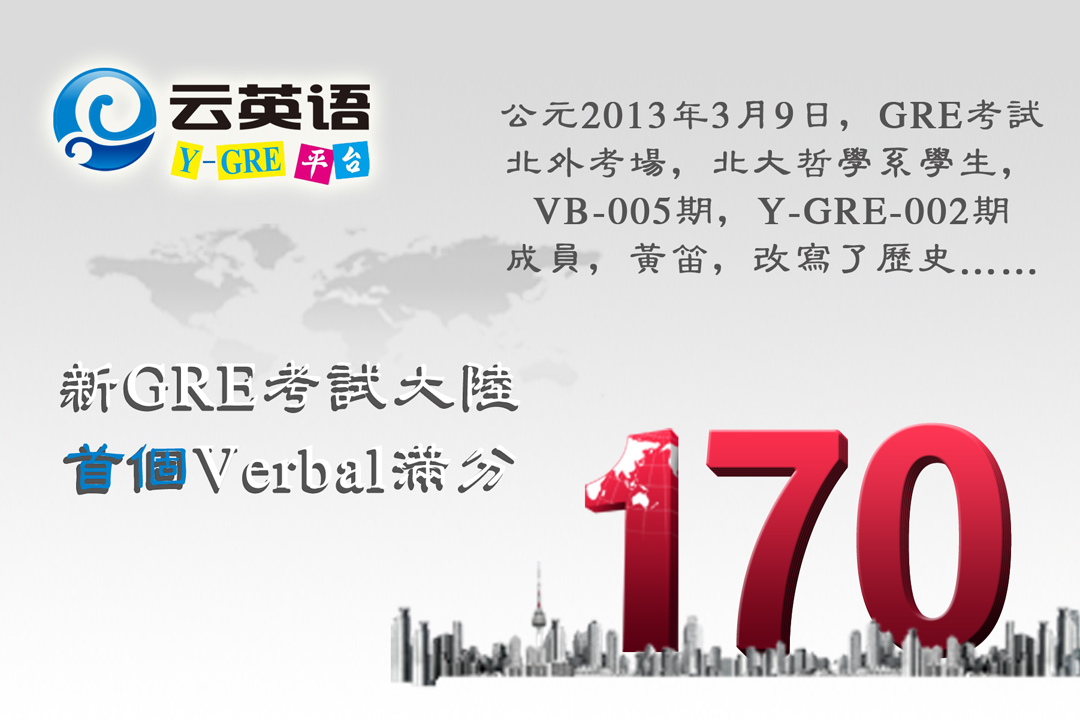 云英语
Y-GRE平台
公元2013年3月9日，GRE考試
北外考場，北大哲學系學生，
VB-005期，Y-GRE-002期
成員，黃笛，改寫了歷史……
新GRE考試大陸
首個Verbal滿分
170